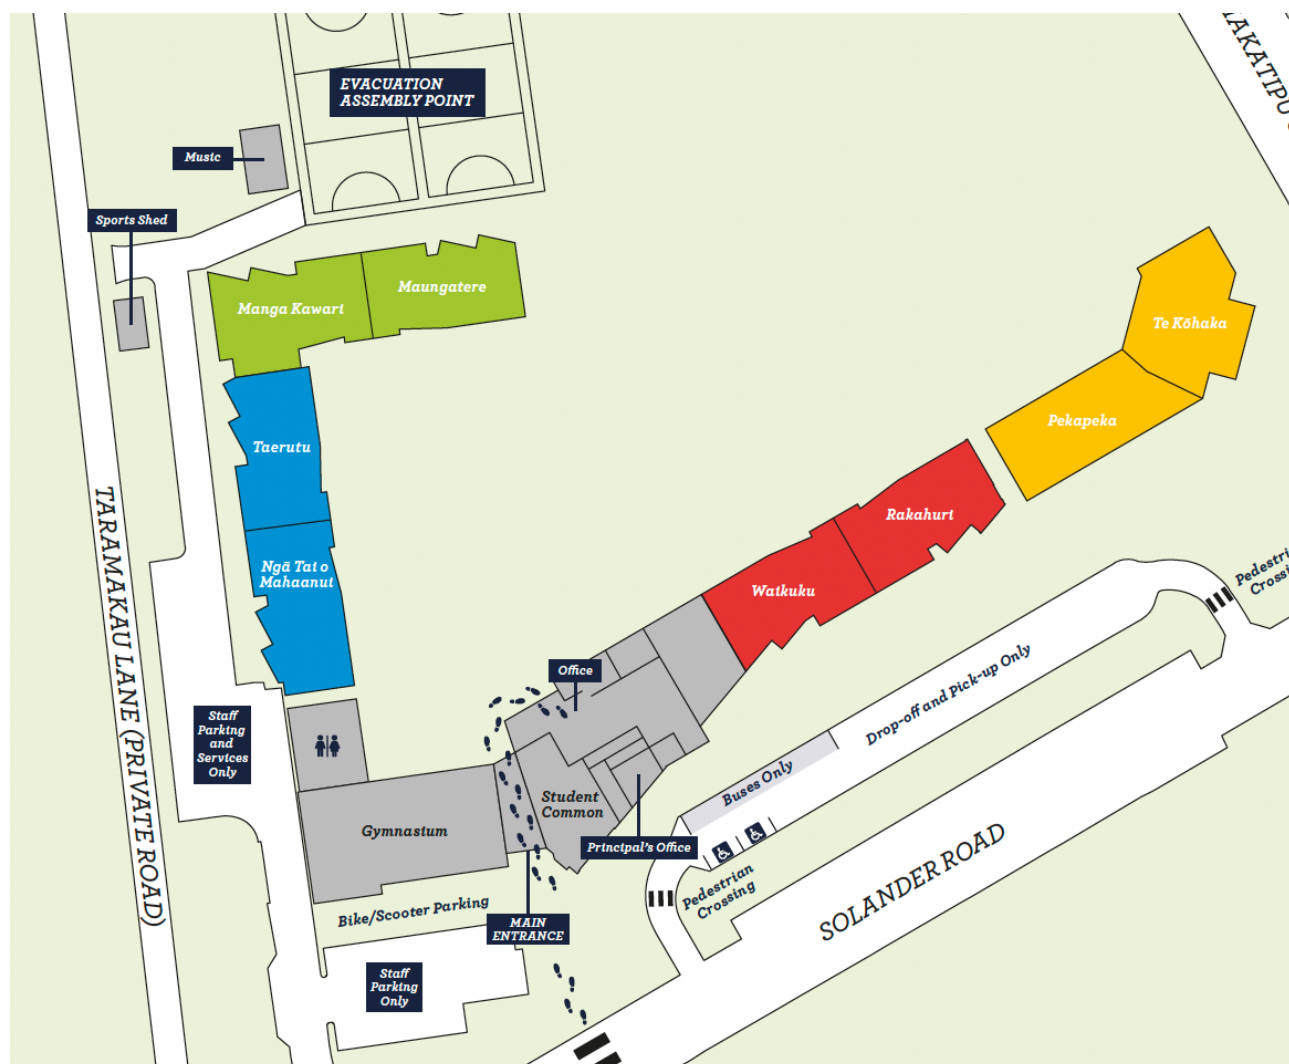 EVACUATION
ASSEMBLY POINT
Music
Sports Shed
Manga Kawari
Maungatere
Te Kōhaka
Pekapeka
Taerutu
Rakahuri
Ngā Tai o
Mahaanui
Waikuku
Pedestri
Crossin
TARAMAKAU LANE (PRIVATE ROAD)
Office
Drop-off and Pick-up Only
Staff
Parking
and
Services
Only
Buses Only
Student
Common
Gymnasium
Principal's Office
Pedestrian
Crossing
SOLANDER ROAD
Bike/Scooter Parking
MAIN
ENTRANCE
Staff
Parking
Only